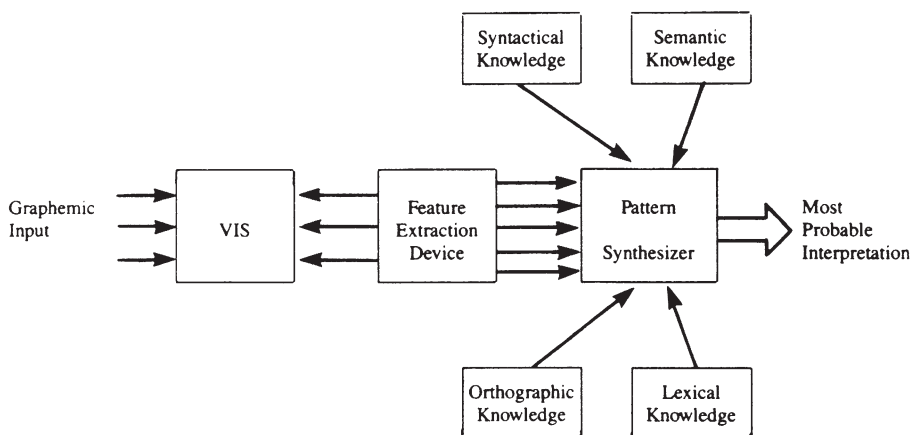 Syntactical
Knowledge
Semantic
Knowledge
Graphemic
Input
VIS
Feature
Extraction
Device
Pattern
Synthesizer
Most
Probable
Interpretation
Orthographic
Knowledge
Lexical
Knowledge